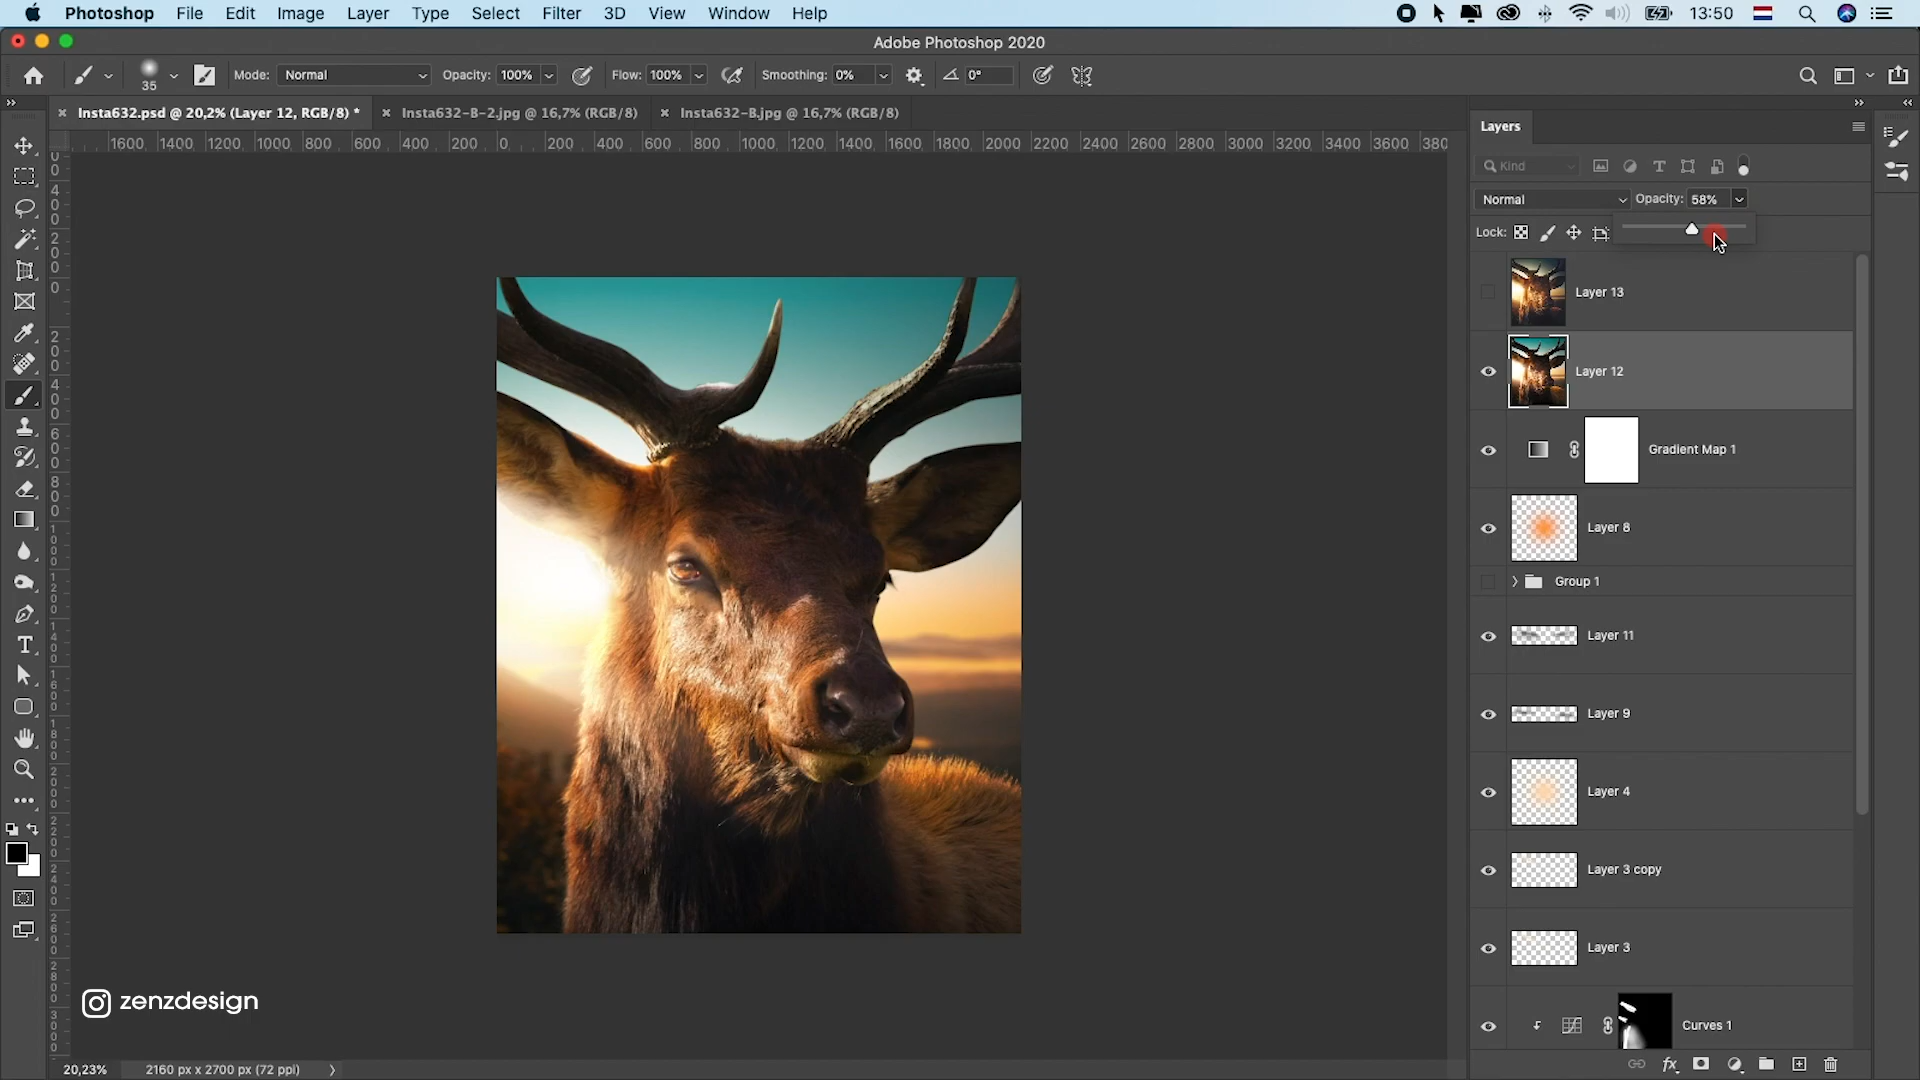 Photoshop File Edit Image Layer Type Select Filter 3D View Window Help 13:50
Adobe Photoshop 2020
35 Mode: Normal Opacity: 100% Flow: 100% Smoothing: 0% 0°
Insta632.psd @ 20,2% (Layer 12, RGB/8) * Insta632-B-2.jpg @ 16,7% (RGB/8) Insta632-B.jpg @ 16,7% (RGB/8)
1600 1400 1200 1000 800 600 400 200 0 200 400 600 800 1000 1200 1400 1600 1800 2000 2200 2400 2600 2800 3000 3200 3400 3600 380
Layers
Kind
Normal Opacity: 58%
Lock:
Layer 13
Layer 12
Gradient Map 1
Layer 8
Group 1
Layer 11
Layer 9
Layer 4
Layer 3 copy
Layer 3
Curves 1
zenzdesign
20,23% 2160 px x 2700 px (72 ppi)